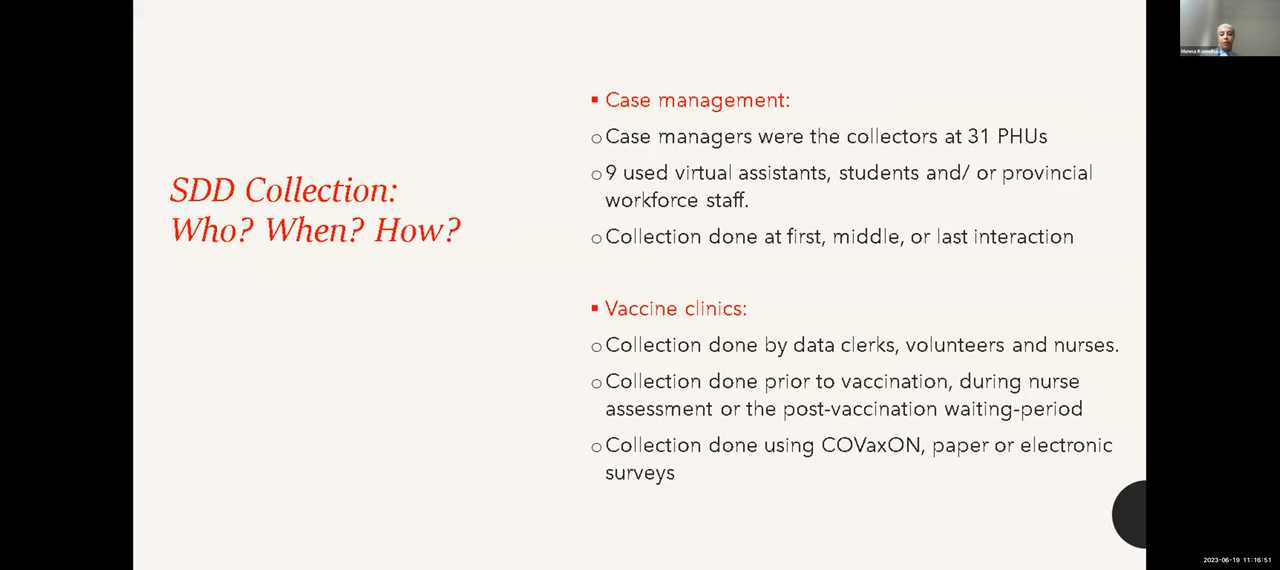 SDD Collection:
Who? When? How?
▪ Case management:
○ Case managers were the collectors at 31 PHUs
○ 9 used virtual assistants, students and/ or provincial
workforce staff.
○ Collection done at first, middle, or last interaction
▪ Vaccine clinics:
○ Collection done by data clerks, volunteers and nurses.
○ Collection done prior to vaccination, during nurse
assessment or the post-vaccination waiting-period
○ Collection done using COVaxON, paper or electronic
surveys
Menna Komeiha
2023-06-19 11:16:51